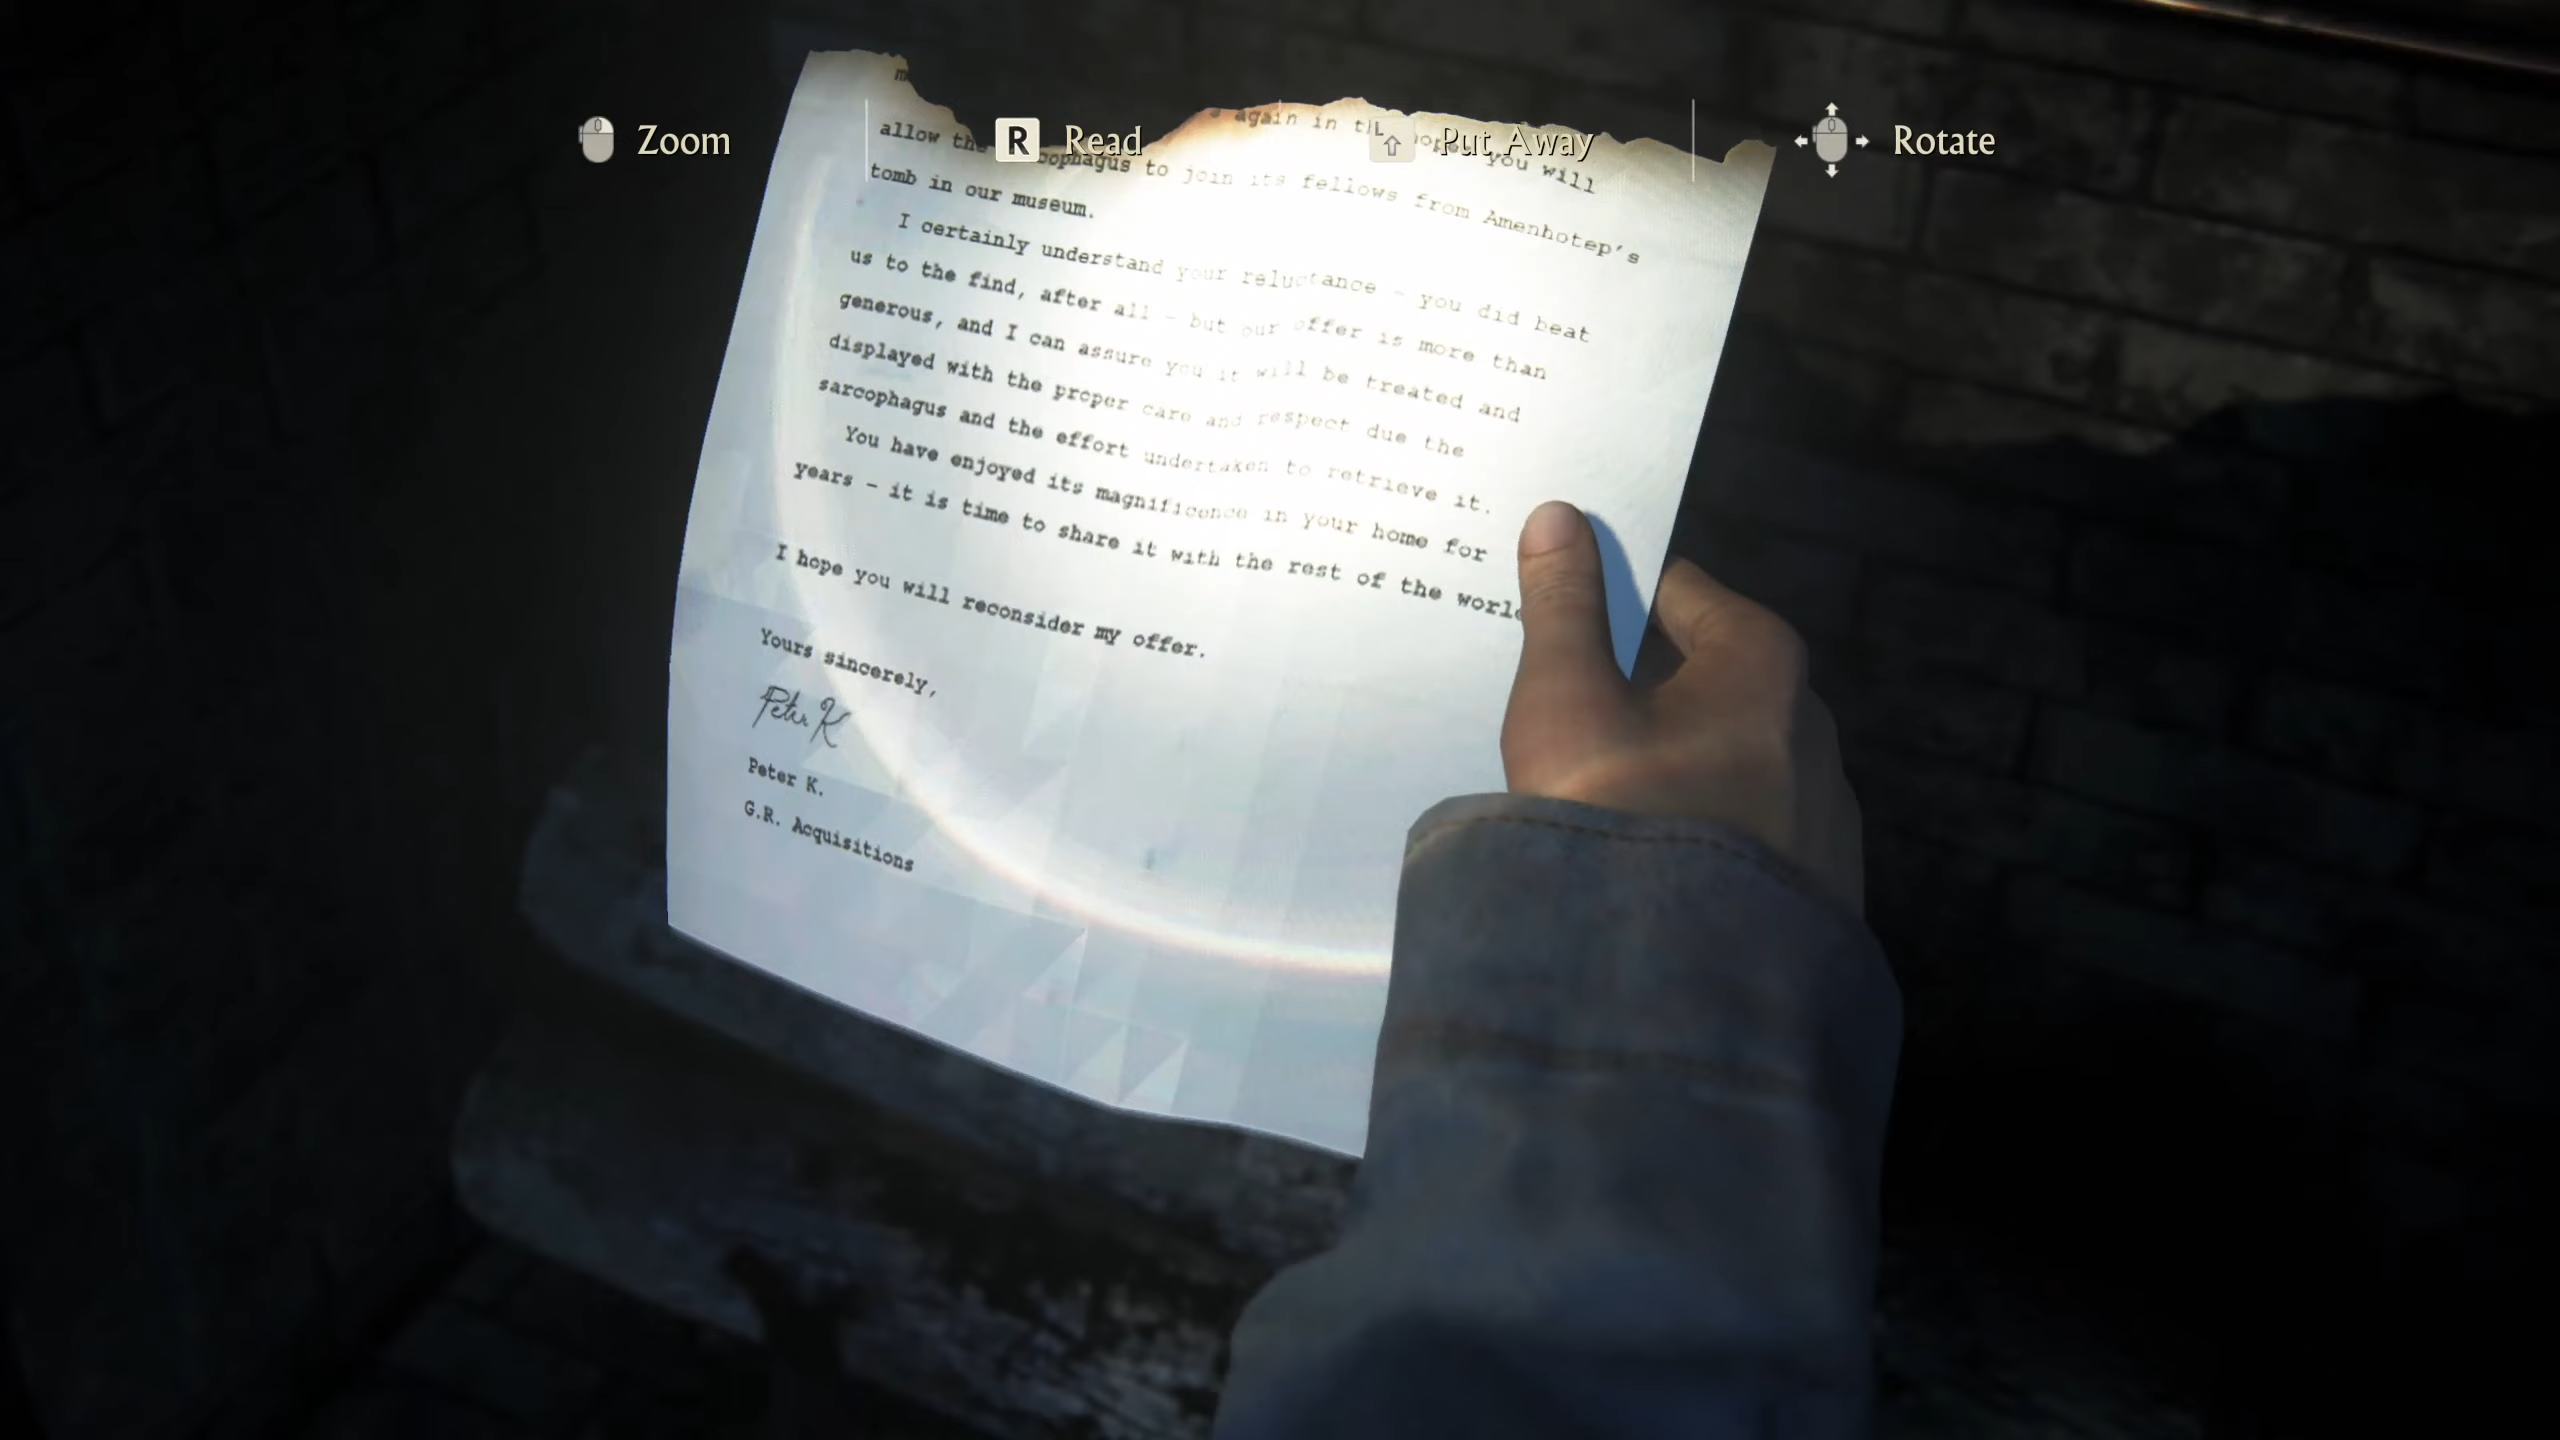 Zoom
R Read
Put Away
Rotate
again in the hopes you will
allow the to join its fellows from Amenhotep's
tomb in our museum.
I certainly understand your reluctance – you did beat
us to the find, after all – but our offer is more than
generous, and I can assure you it will be treated and
displayed with the proper care and respect due the
sarcophagus and the effort undertaken to retrieve it.
You have enjoyed its magnificence in your home for
years – it is time to share it with the rest of the
I hope you will reconsider my offer.
Yours sincerely,
Peter K
Peter K.
G.R. Acquisitions